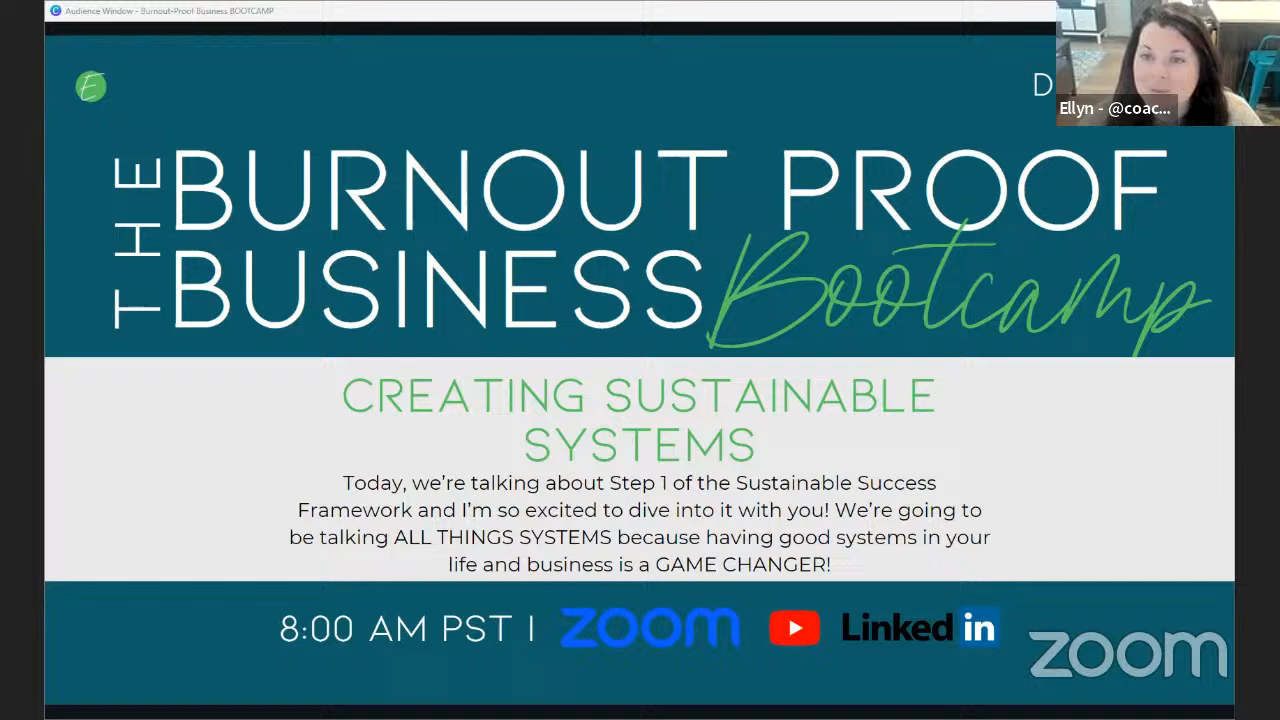 Audience Window - Burnout-Proof Business BOOTCAMP
E
D
Ellyn - @coac...
THE
BURNOUT PROOF
BUSINESS Bootcamp
CREATING SUSTAINABLE
SYSTEMS
Today, we're talking about Step 1 of the Sustainable Success
Framework and I'm so excited to dive into it with you! We're going to
be talking ALL THINGS SYSTEMS because having good systems in your
life and business is a GAME CHANGER!
8:00 AM PST I zoom LinkedIn
zoom